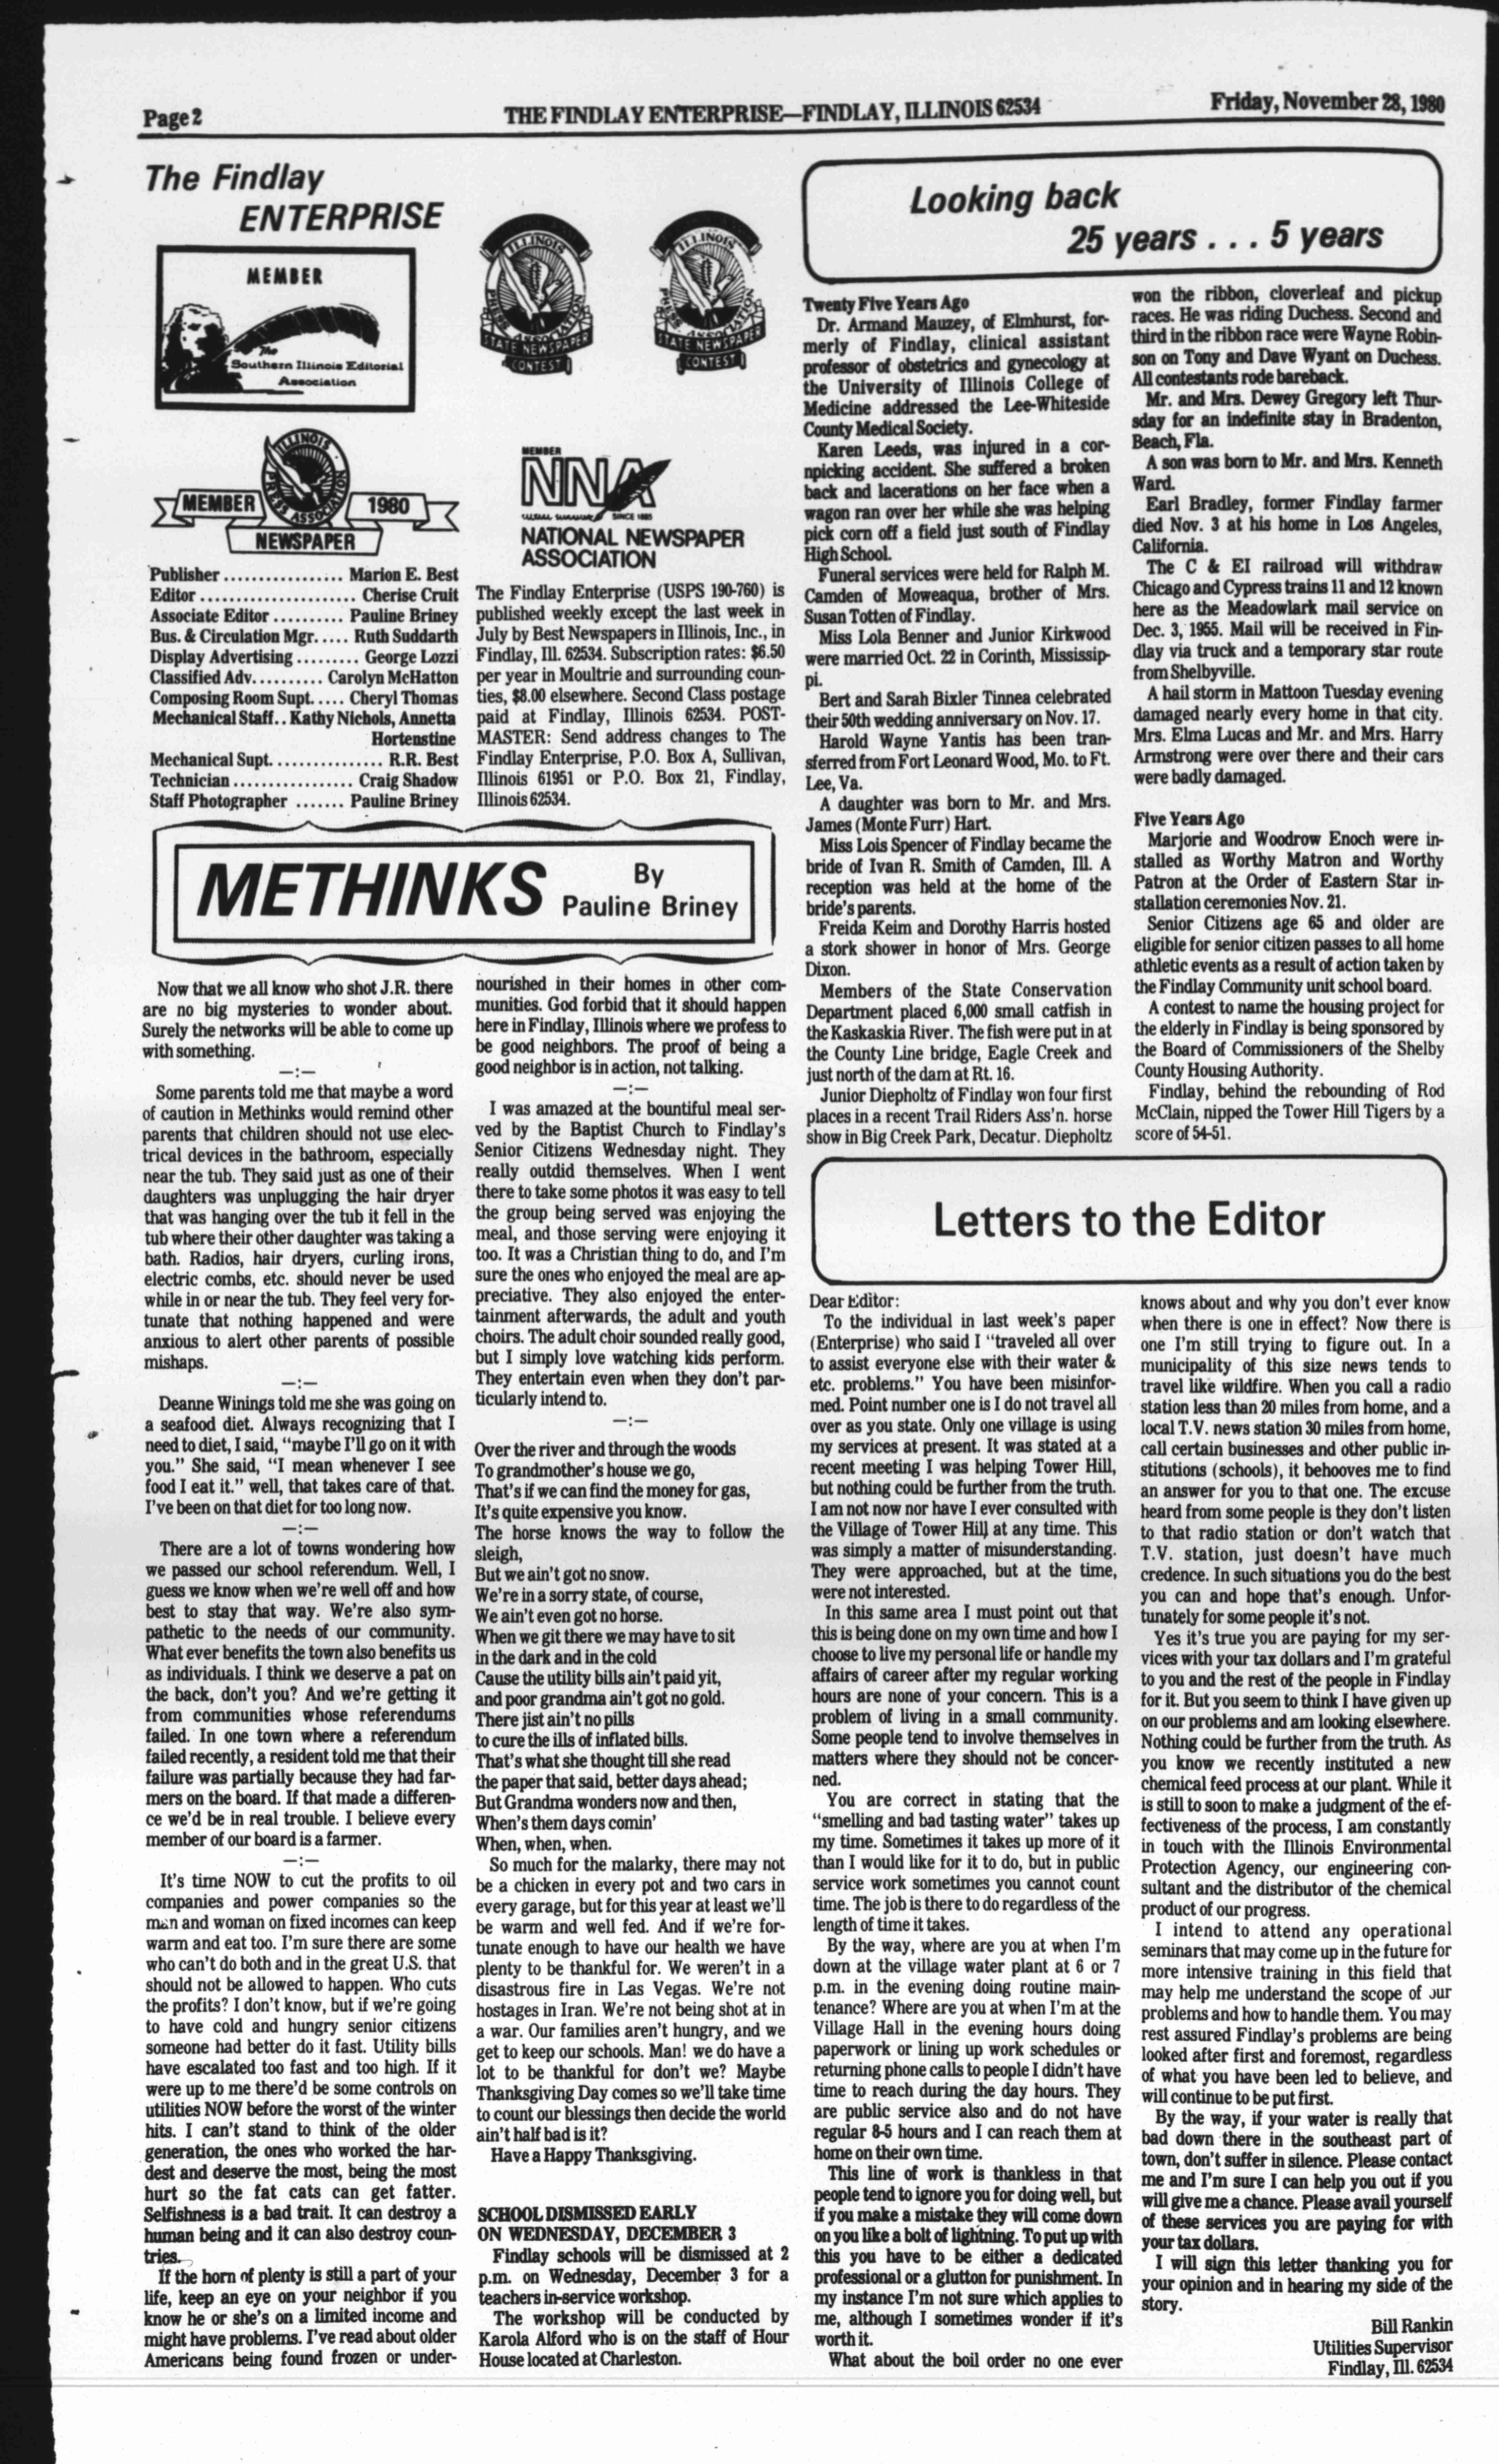 Page 2
THE FINDLAY ENTERPRISE—FINDLAY, ILLINOIS 62534
Friday, November 28, 1980
The Findlay
ENTERPRISE
MEMBER
The
Southern Illinois Editorial
Association
ILLINOIS
PRESS ASSOCIATION
STATE NEWSPAPER
CONTEST
ILLINOIS
PRESS ASSOCIATION
STATE NEWSPAPER
CONTEST
ILLINOIS
PRESS ASSOCIATION
MEMBER
1980
NEWSPAPER
MEMBER
NNA
SINCE 1885
NATIONAL NEWSPAPER
ASSOCIATION
Publisher ................. Marion E. Best
Editor ...................... Cherise Cruit
Associate Editor .......... Pauline Briney
Bus. & Circulation Mgr. .... Ruth Suddarth
Display Advertising ......... George Lozzi
Classified Adv. ......... Carolyn McHatton
Composing Room Supt. .... Cheryl Thomas
Mechanical Staff. . Kathy Nichols, Annetta
Hortenstine
Mechanical Supt. ............... R.R. Best
Technician ................. Craig Shadow
Staff Photographer ....... Pauline Briney
The Findlay Enterprise (USPS 190-760) is
published weekly except the last week in
July by Best Newspapers in Illinois, Inc., in
Findlay, Ill. 62534. Subscription rates: $6.50
per year in Moultrie and surrounding coun-
ties, $8.00 elsewhere. Second Class postage
paid at Findlay, Illinois 62534. POST-
MASTER: Send address changes to The
Findlay Enterprise, P.O. Box A, Sullivan,
Illinois 61951 or P.O. Box 21, Findlay,
Illinois 62534.
METHINKS
By
Pauline Briney
Now that we all know who shot J.R. there
are no big mysteries to wonder about.
Surely the networks will be able to come up
with something.
—:—
Some parents told me that maybe a word
of caution in Methinks would remind other
parents that children should not use elec-
trical devices in the bathroom, especially
near the tub. They said just as one of their
daughters was unplugging the hair dryer
that was hanging over the tub it fell in the
tub where their other daughter was taking a
bath. Radios, hair dryers, curling irons,
electric combs, etc. should never be used
while in or near the tub. They feel very for-
tunate that nothing happened and were
anxious to alert other parents of possible
mishaps.
—:—
Deanne Winings told me she was going on
a seafood diet. Always recognizing that I
need to diet, I said, "maybe I'll go on it with
you." She said, "I mean whenever I see
food I eat it." well, that takes care of that.
I've been on that diet for too long now.
—:—
There are a lot of towns wondering how
we passed our school referendum. Well, I
guess we know when we're well off and how
best to stay that way. We're also sym-
pathetic to the needs of our community.
What ever benefits the town also benefits us
as individuals. I think we deserve a pat on
the back, don't you? And we're getting it
from communities whose referendums
failed. In one town where a referendum
failed recently, a resident told me that their
failure was partially because they had far-
mers on the board. If that made a differen-
ce we'd be in real trouble. I believe every
member of our board is a farmer.
—:—
It's time NOW to cut the profits to oil
companies and power companies so the
man and woman on fixed incomes can keep
warm and eat too. I'm sure there are some
who can't do both and in the great U.S. that
should not be allowed to happen. Who cuts
the profits? I don't know, but if we're going
to have cold and hungry senior citizens
someone had better do it fast. Utility bills
have escalated too fast and too high. If it
were up to me there'd be some controls on
utilities NOW before the worst of the winter
hits. I can't stand to think of the older
generation, the ones who worked the har-
dest and deserve the most, being the most
hurt so the fat cats can get fatter.
Selfishness is a bad trait. It can destroy a
human being and it can also destroy coun-
tries.
If the horn of plenty is still a part of your
life, keep an eye on your neighbor if you
know he or she's on a limited income and
might have problems. I've read about older
Americans being found frozen or under-
nourished in their homes in other com-
munities. God forbid that it should happen
here in Findlay, Illinois where we profess to
be good neighbors. The proof of being a
good neighbor is in action, not talking.
—:—
I was amazed at the bountiful meal ser-
ved by the Baptist Church to Findlay's
Senior Citizens Wednesday night. They
really outdid themselves. When I went
there to take some photos it was easy to tell
the group being served was enjoying the
meal, and those serving were enjoying it
too. It was a Christian thing to do, and I'm
sure the ones who enjoyed the meal are ap-
preciative. They also enjoyed the enter-
tainment afterwards, the adult and youth
choirs. The adult choir sounded really good,
but I simply love watching kids perform.
They entertain even when they don't par-
ticularly intend to.
—:—
Over the river and through the woods
To grandmother's house we go,
That's if we can find the money for gas,
It's quite expensive you know.
The horse knows the way to follow the
sleigh,
But we ain't got no snow.
We're in a sorry state, of course,
We ain't even got no horse.
When we git there we may have to sit
in the dark and in the cold
Cause the utility bills ain't paid yit,
and poor grandma ain't got no gold.
There jist ain't no pills
to cure the ills of inflated bills.
That's what she thought till she read
the paper that said, better days ahead;
But Grandma wonders now and then,
When's them days comin'
When, when, when.
So much for the malarky, there may not
be a chicken in every pot and two cars in
every garage, but for this year at least we'll
be warm and well fed. And if we're for-
tunate enough to have our health we have
plenty to be thankful for. We weren't in a
disastrous fire in Las Vegas. We're not
hostages in Iran. We're not being shot at in
a war. Our families aren't hungry, and we
get to keep our schools. Man! we do have a
lot to be thankful for don't we? Maybe
Thanksgiving Day comes so we'll take time
to count our blessings then decide the world
ain't half bad is it?
Have a Happy Thanksgiving.
SCHOOL DISMISSED EARLY
ON WEDNESDAY, DECEMBER 3
Findlay schools will be dismissed at 2
p.m. on Wednesday, December 3 for a
teachers in-service workshop.
The workshop will be conducted by
Karola Alford who is on the staff of Hour
House located at Charleston.
Looking back
25 years . . . 5 years
Twenty Five Years Ago
Dr. Armand Mauzey, of Elmhurst, for-
merly of Findlay, clinical assistant
professor of obstetrics and gynecology at
the University of Illinois College of
Medicine addressed the Lee-Whiteside
County Medical Society.
Karen Leeds, was injured in a cor-
npicking accident. She suffered a broken
back and lacerations on her face when a
wagon ran over her while she was helping
pick corn off a field just south of Findlay
High School.
Funeral services were held for Ralph M.
Camden of Moweaqua, brother of Mrs.
Susan Totten of Findlay.
Miss Lola Benner and Junior Kirkwood
were married Oct. 22 in Corinth, Mississip-
pi.
Bert and Sarah Bixler Tinnea celebrated
their 50th wedding anniversary on Nov. 17.
Harold Wayne Yantis has been tran-
sferred from Fort Leonard Wood, Mo. to Ft.
Lee, Va.
A daughter was born to Mr. and Mrs.
James (Monte Furr) Hart.
Miss Lois Spencer of Findlay became the
bride of Ivan R. Smith of Camden, Ill. A
reception was held at the home of the
bride's parents.
Freida Keim and Dorothy Harris hosted
a stork shower in honor of Mrs. George
Dixon.
Members of the State Conservation
Department placed 6,000 small catfish in
the Kaskaskia River. The fish were put in at
the County Line bridge, Eagle Creek and
just north of the dam at Rt. 16.
Junior Diepholtz of Findlay won four first
places in a recent Trail Riders Ass'n. horse
show in Big Creek Park, Decatur. Diepholtz
won the ribbon, cloverleaf and pickup
races. He was riding Duchess. Second and
third in the ribbon race were Wayne Robin-
son on Tony and Dave Wyant on Duchess.
All contestants rode bareback.
Mr. and Mrs. Dewey Gregory left Thur-
sday for an indefinite stay in Bradenton,
Beach, Fla.
A son was born to Mr. and Mrs. Kenneth
Ward.
Earl Bradley, former Findlay farmer
died Nov. 3 at his home in Los Angeles,
California.
The C & EI railroad will withdraw
Chicago and Cypress trains 11 and 12 known
here as the Meadowlark mail service on
Dec. 3, 1955. Mail will be received in Fin-
dlay via truck and a temporary star route
from Shelbyville.
A hail storm in Mattoon Tuesday evening
damaged nearly every home in that city.
Mrs. Elma Lucas and Mr. and Mrs. Harry
Armstrong were over there and their cars
were badly damaged.
Five Years Ago
Marjorie and Woodrow Enoch were in-
stalled as Worthy Matron and Worthy
Patron at the Order of Eastern Star in-
stallation ceremonies Nov. 21.
Senior Citizens age 65 and older are
eligible for senior citizen passes to all home
athletic events as a result of action taken by
the Findlay Community unit school board.
A contest to name the housing project for
the elderly in Findlay is being sponsored by
the Board of Commissioners of the Shelby
County Housing Authority.
Findlay, behind the rebounding of Rod
McClain, nipped the Tower Hill Tigers by a
score of 54-51.
Letters to the Editor
Dear Editor:
To the individual in last week's paper
(Enterprise) who said I "traveled all over
to assist everyone else with their water &
etc. problems." You have been misinfor-
med. Point number one is I do not travel all
over as you state. Only one village is using
my services at present. It was stated at a
recent meeting I was helping Tower Hill,
but nothing could be further from the truth.
I am not now nor have I ever consulted with
the Village of Tower Hill at any time. This
was simply a matter of misunderstanding.
They were approached, but at the time,
were not interested.
In this same area I must point out that
this is being done on my own time and how I
choose to live my personal life or handle my
affairs of career after my regular working
hours are none of your concern. This is a
problem of living in a small community.
Some people tend to involve themselves in
matters where they should not be concer-
ned.
You are correct in stating that the
"smelling and bad tasting water" takes up
my time. Sometimes it takes up more of it
than I would like for it to do, but in public
service work sometimes you cannot count
time. The job is there to do regardless of the
length of time it takes.
By the way, where are you at when I'm
down at the village water plant at 6 or 7
p.m. in the evening doing routine main-
tenance? Where are you at when I'm at the
Village Hall in the evening hours doing
paperwork or lining up work schedules or
returning phone calls to people I didn't have
time to reach during the day hours. They
are public service also and do not have
regular 8-5 hours and I can reach them at
home on their own time.
This line of work is thankless in that
people tend to ignore you for doing well, but
if you make a mistake they will come down
on you like a bolt of lightning. To put up with
this you have to be either a dedicated
professional or a glutton for punishment. In
my instance I'm not sure which applies to
me, although I sometimes wonder if it's
worth it.
What about the boil order no one ever
knows about and why you don't ever know
when there is one in effect? Now there is
one I'm still trying to figure out. In a
municipality of this size news tends to
travel like wildfire. When you call a radio
station less than 20 miles from home, and a
local T.V. news station 30 miles from home,
call certain businesses and other public in-
stitutions (schools), it behooves me to find
an answer for you to that one. The excuse
heard from some people is they don't listen
to that radio station or don't watch that
T.V. station, just doesn't have much
credence. In such situations you do the best
you can and hope that's enough. Unfor-
tunately for some people it's not.
Yes it's true you are paying for my ser-
vices with your tax dollars and I'm grateful
to you and the rest of the people in Findlay
for it. But you seem to think I have given up
on our problems and am looking elsewhere.
Nothing could be further from the truth. As
you know we recently instituted a new
chemical feed process at our plant. While it
is still to soon to make a judgment of the ef-
fectiveness of the process, I am constantly
in touch with the Illinois Environmental
Protection Agency, our engineering con-
sultant and the distributor of the chemical
product of our progress.
I intend to attend any operational
seminars that may come up in the future for
more intensive training in this field that
may help me understand the scope of our
problems and how to handle them. You may
rest assured Findlay's problems are being
looked after first and foremost, regardless
of what you have been led to believe, and
will continue to be put first.
By the way, if your water is really that
bad down there in the southeast part of
town, don't suffer in silence. Please contact
me and I'm sure I can help you out if you
will give me a chance. Please avail yourself
of these services you are paying for with
your tax dollars.
I will sign this letter thanking you for
your opinion and in hearing my side of the
story.
Bill Rankin
Utilities Supervisor
Findlay, Ill. 62534